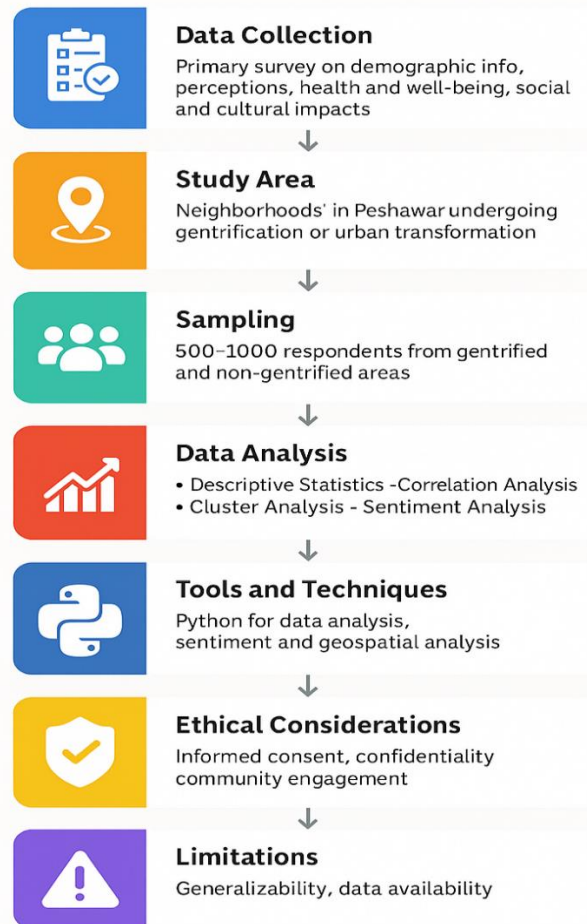 Data Collection
Primary survey on demographic info,
perceptions, health and well-being, social
and cultural impacts
Study Area
Neighborhoods' in Peshawar undergoing
gentrification or urban transformation
Sampling
500–1000 respondents from gentrified
and non-gentrified areas
Data Analysis
• Descriptive Statistics -Correlation Analysis
• Cluster Analysis - Sentiment Analysis
Tools and Techniques
Python for data analysis,
sentiment and geospatial analysis
Ethical Considerations
Informed consent, confidentiality
community engagement
Limitations
Generalizability, data availability